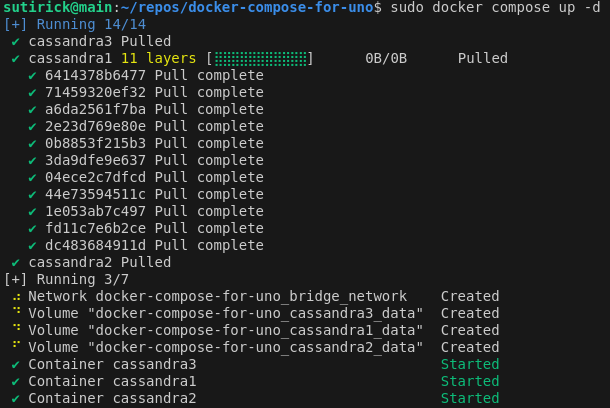 sutirick@main:~/repos/docker-compose-for-uno$ sudo docker compose up -d
[+] Running 14/14
✔ cassandra3 Pulled
✔ cassandra1 11 layers [⣿⣿⣿⣿⣿⣿⣿⣿⣿⣿⣿] 0B/0B Pulled
✔ 6414378b6477 Pull complete
✔ 71459320ef32 Pull complete
✔ a6da2561f7ba Pull complete
✔ 2e23d769e80e Pull complete
✔ 0b8853f215b3 Pull complete
✔ 3da9dfe9e637 Pull complete
✔ 04ece2c7dfcd Pull complete
✔ 44e73594511c Pull complete
✔ 1e053ab7c497 Pull complete
✔ fd11c7e6b2ce Pull complete
✔ dc483684911d Pull complete
✔ cassandra2 Pulled
[+] Running 3/7
⠴ Network docker-compose-for-uno_bridge_network Created
⠙ Volume "docker-compose-for-uno_cassandra3_data" Created
⠙ Volume "docker-compose-for-uno_cassandra1_data" Created
⠋ Volume "docker-compose-for-uno_cassandra2_data" Created
✔ Container cassandra3 Started
✔ Container cassandra1 Started
✔ Container cassandra2 Started